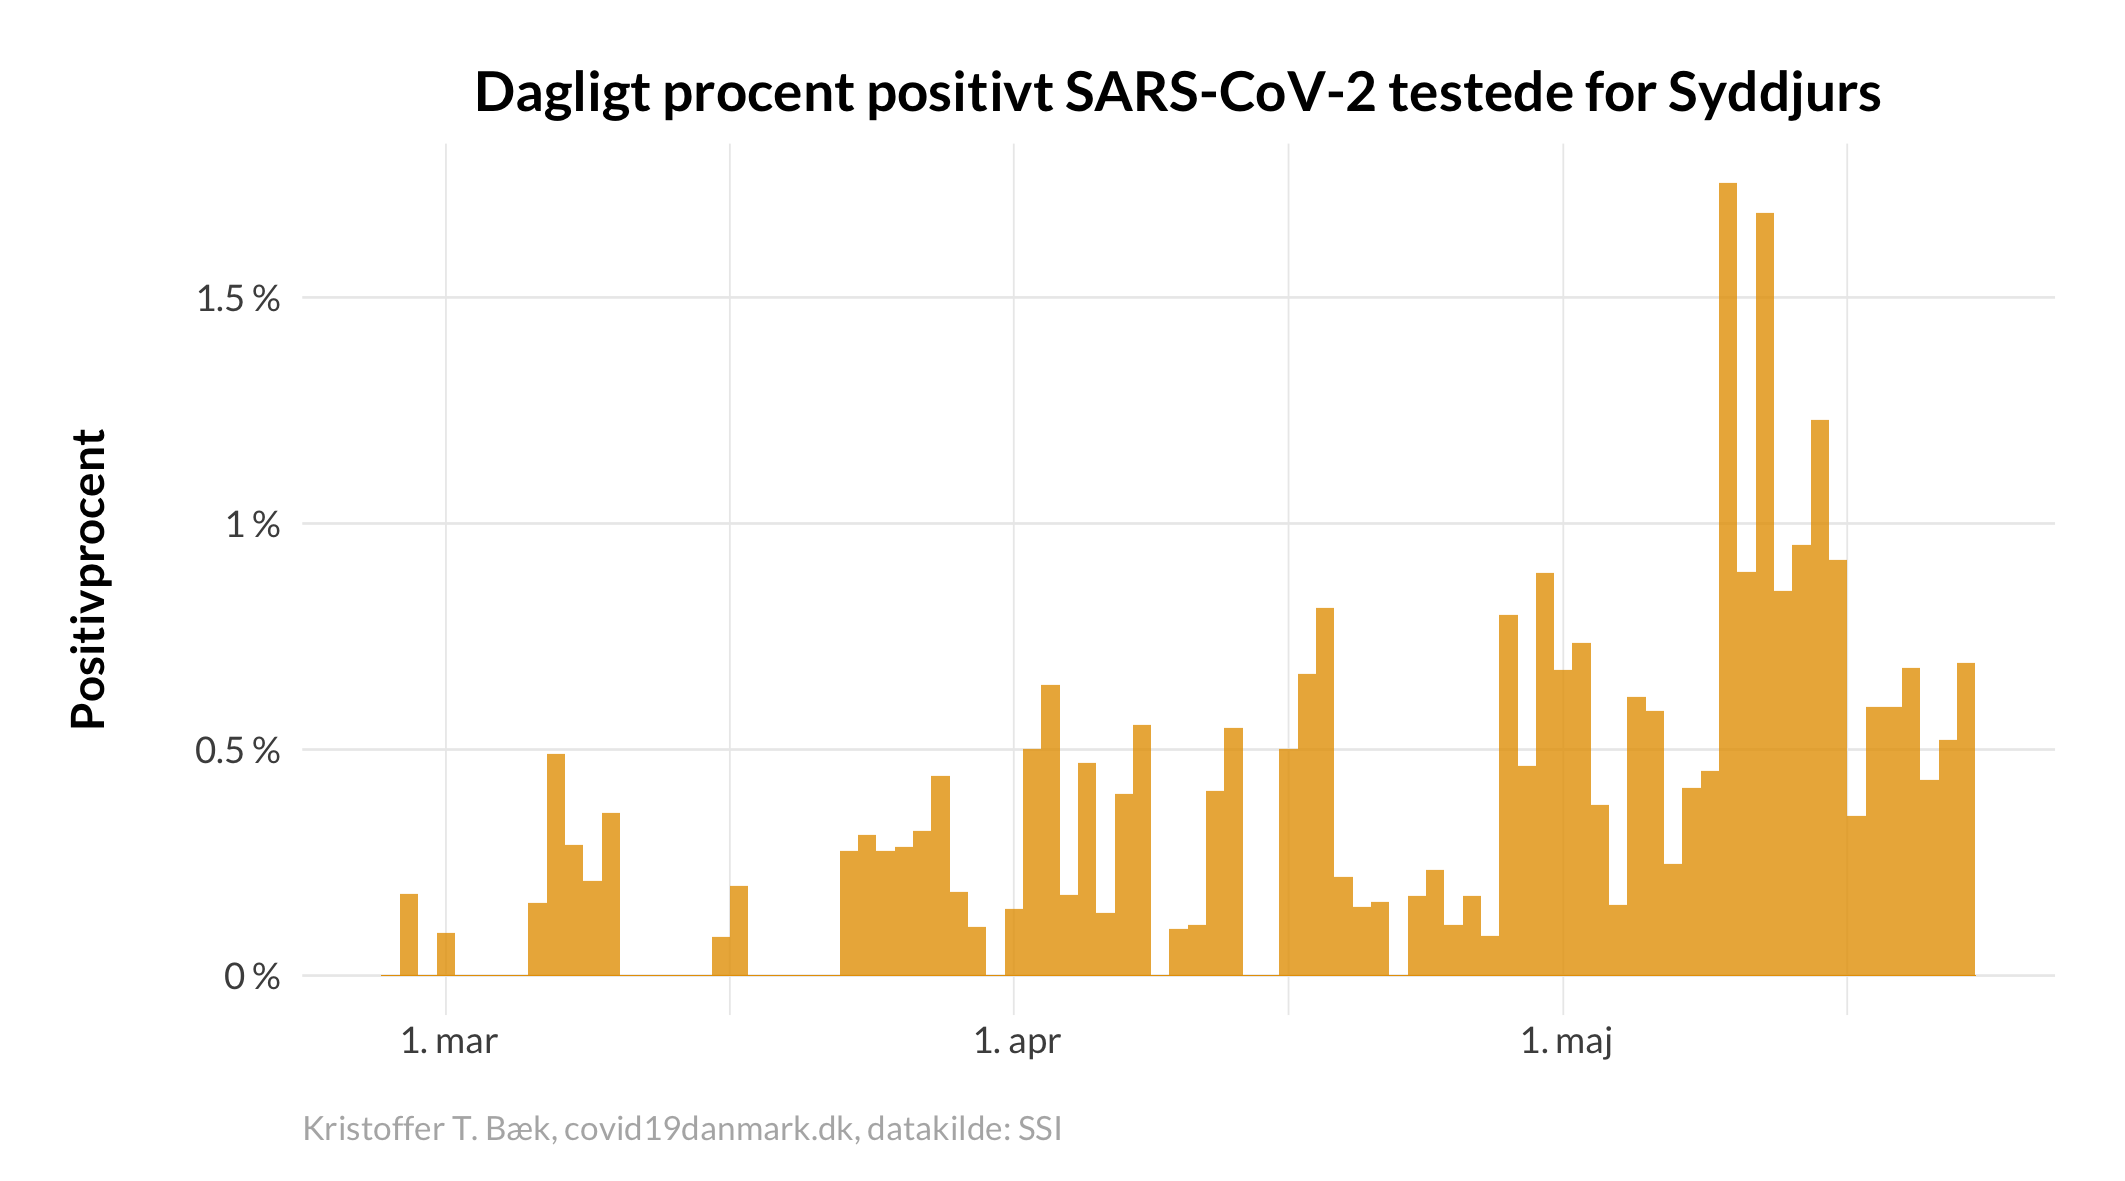 Dagligt procent positivt SARS-CoV-2 testede for Syddjurs
Positivprocent
1.5 %
1 %
0.5 %
0 %
1. mar
1. apr
1. maj
Kristoffer T. Bæk, covid19danmark.dk, datakilde: SSI